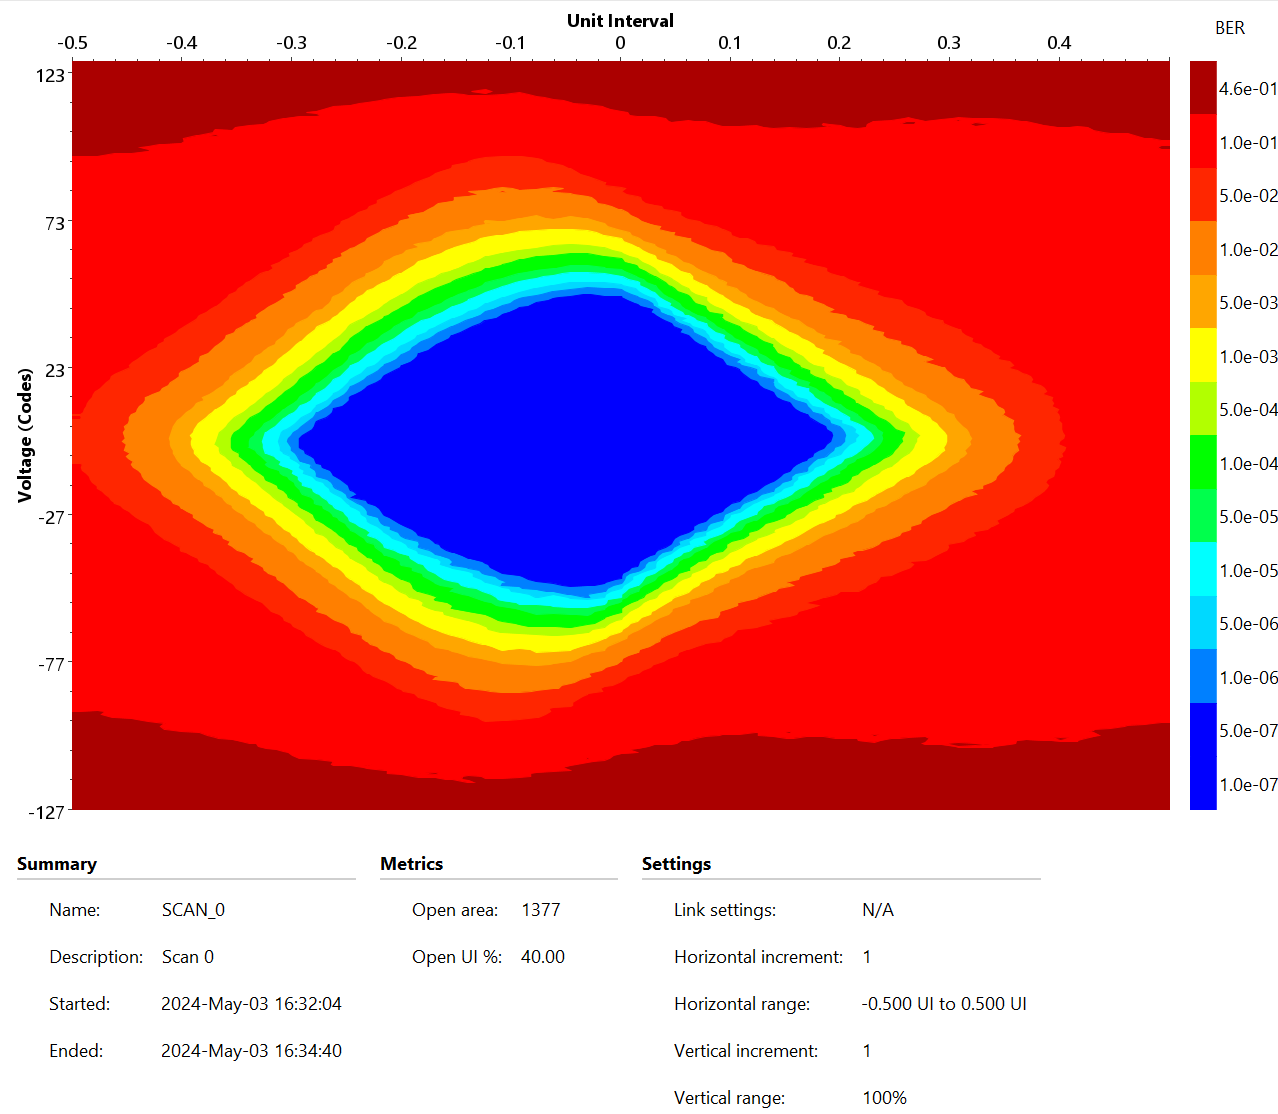 Unit Interval
-0.5 -0.4 -0.3 -0.2 -0.1 0 0.1 0.2 0.3 0.4
BER
123
73
23
-27
-77
-127
Voltage (Codes)
4.6e-01
1.0e-01
5.0e-02
1.0e-02
5.0e-03
1.0e-03
5.0e-04
1.0e-04
5.0e-05
1.0e-05
5.0e-06
1.0e-06
5.0e-07
1.0e-07
Summary
Name: SCAN_0
Description: Scan 0
Started: 2024-May-03 16:32:04
Ended: 2024-May-03 16:34:40
Metrics
Open area: 1377
Open UI %: 40.00
Settings
Link settings: N/A
Horizontal increment: 1
Horizontal range: -0.500 UI to 0.500 UI
Vertical increment: 1
Vertical range: 100%